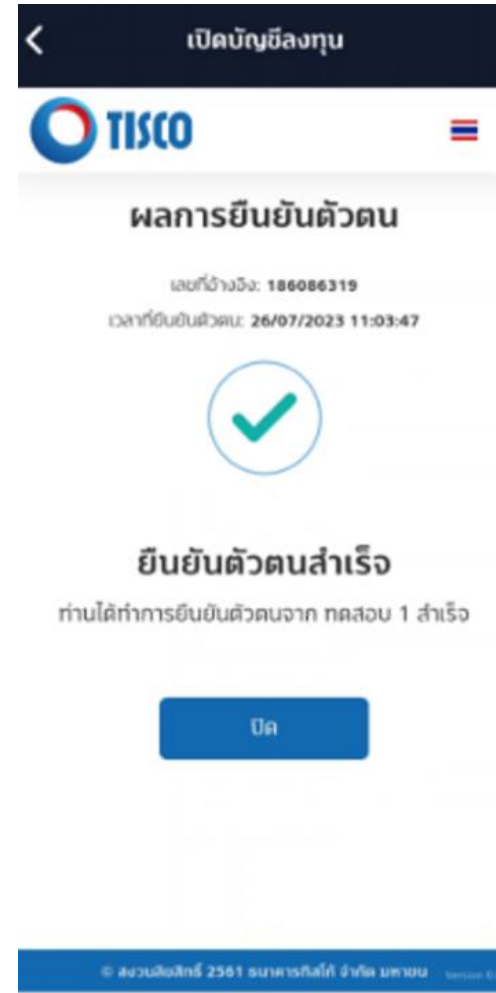 เปิดบัญชีลงทุน
TISCO
ผลการยืนยันตัวตน
เลขที่อ้างอิง: 186086319
เวลาที่ยืนยันตัวตน: 26/07/2023 11:03:47
ยืนยันตัวตนสำเร็จ
ท่านได้ทำการยืนยันตัวตนจาก ทดสอบ 1 สำเร็จ
ปิด
© สงวนลิขสิทธิ์ 2561 ธนาคารทิสโก้ จำกัด มหาชน